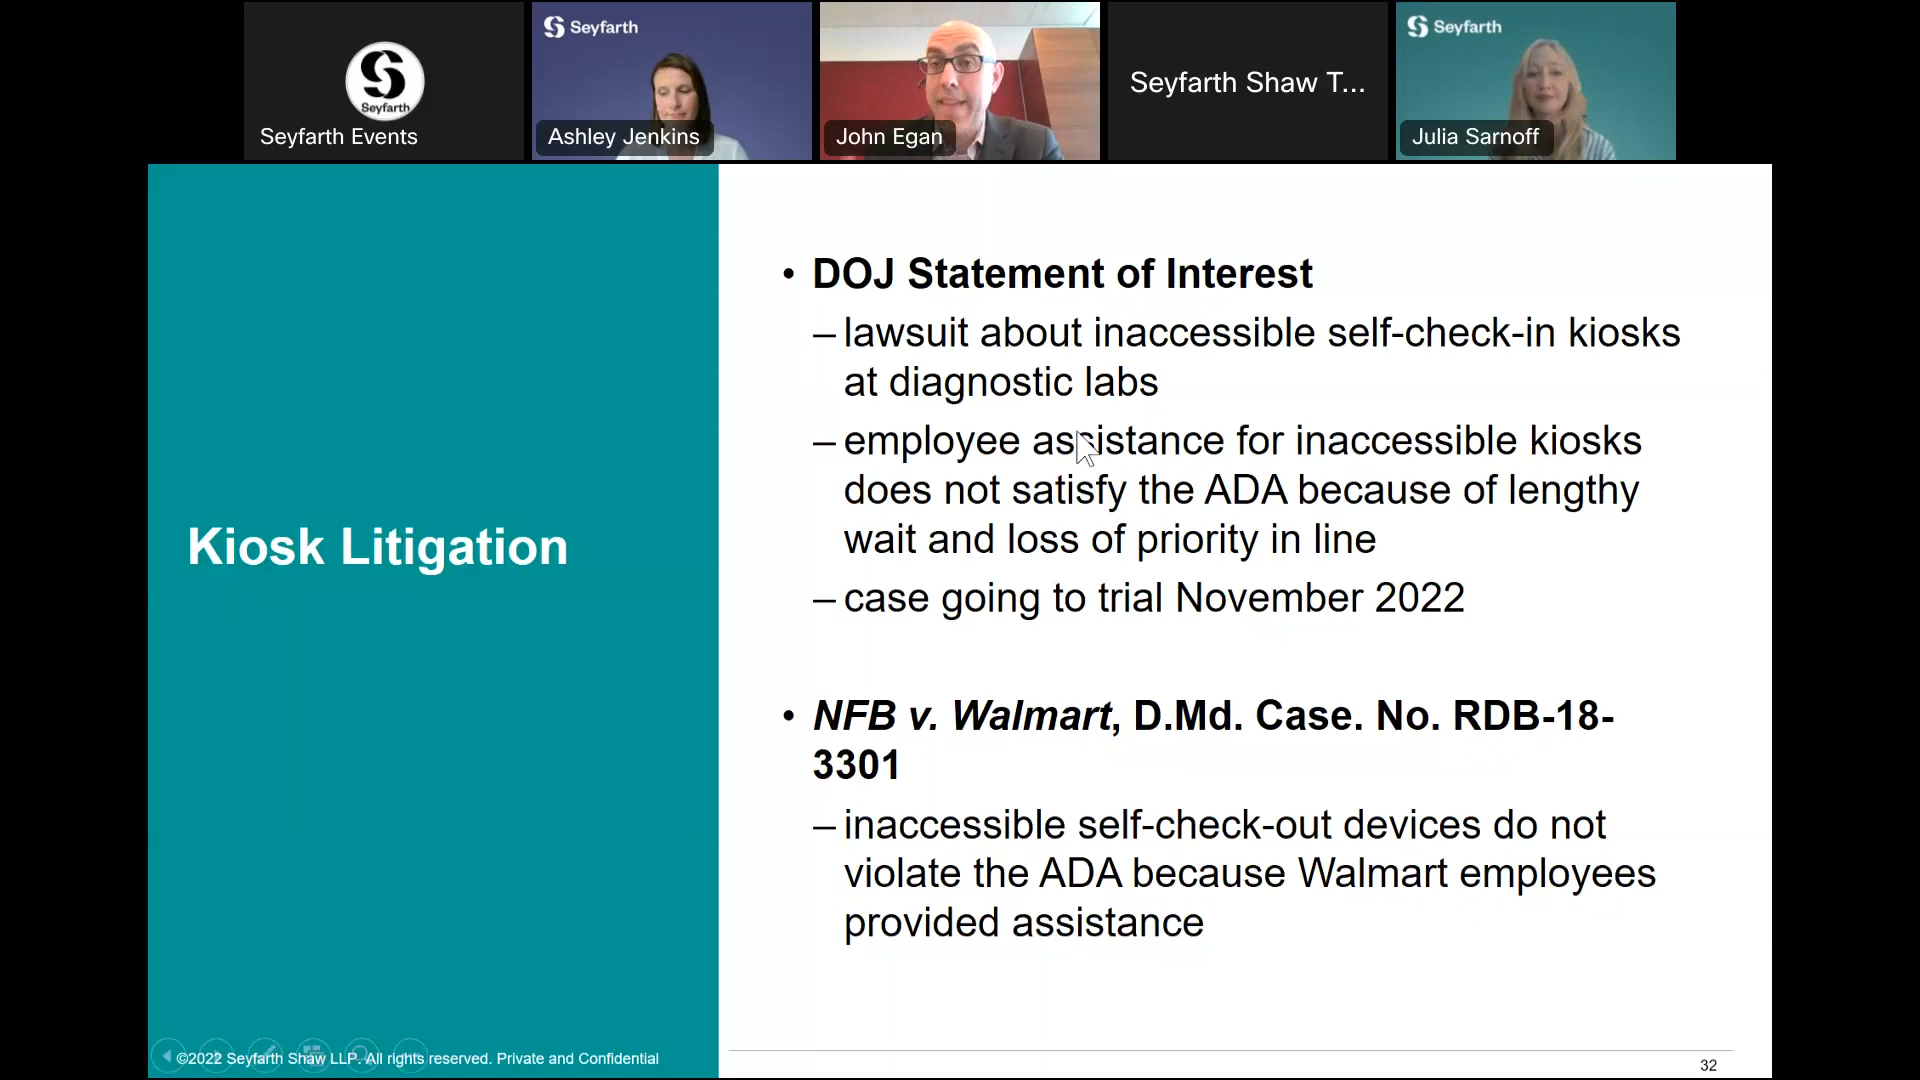 Seyfarth
Seyfarth Events
Seyfarth
Ashley Jenkins
John Egan
Seyfarth Shaw T...
Seyfarth
Julia Sarnoff
Kiosk Litigation
• DOJ Statement of Interest
– lawsuit about inaccessible self-check-in kiosks
at diagnostic labs
– employee assistance for inaccessible kiosks
does not satisfy the ADA because of lengthy
wait and loss of priority in line
– case going to trial November 2022
• NFB v. Walmart, D.Md. Case. No. RDB-18-
3301
– inaccessible self-check-out devices do not
violate the ADA because Walmart employees
provided assistance
©2022 Seyfarth Shaw LLP. All rights reserved. Private and Confidential
32